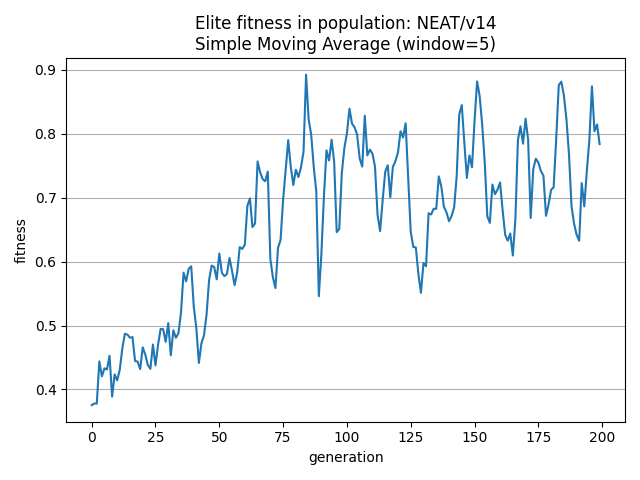 Elite fitness in population: NEAT/v14
Simple Moving Average (window=5)
0.9
0.8
0.7
0.6
0.5
0.4
fitness
0 25 50 75 100 125 150 175 200
generation